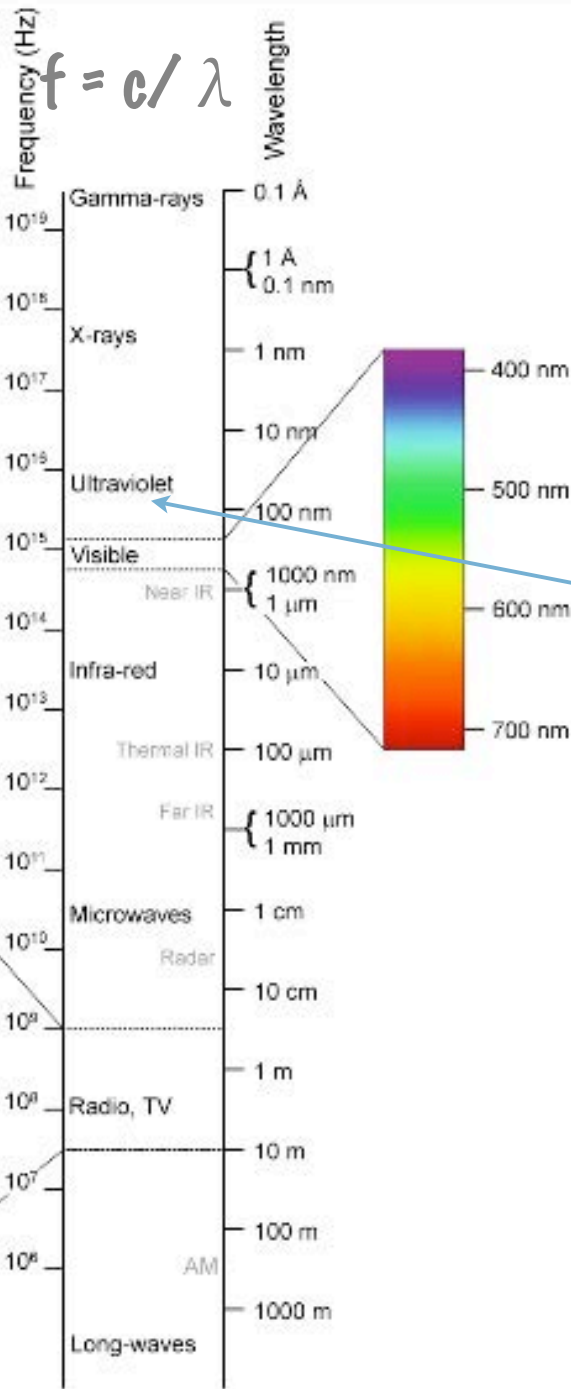 Frequency (Hz)
f = c/ λ
Wavelength
Gamma-rays
0.1 Å
10¹⁹
1 Å
0.1 nm
10¹⁸
X-rays
1 nm
400 nm
10¹⁷
10 nm
10¹⁶
Ultraviolet
500 nm
100 nm
10¹⁵
Visible
1000 nm
Near IR
1 μm
600 nm
10¹⁴
Infra-red
10 μm
10¹³
700 nm
Thermal IR
100 μm
10¹²
Far IR
1000 μm
1 mm
10¹¹
Microwaves
1 cm
10¹⁰
Radar
10 cm
10⁹
1 m
10⁸
Radio, TV
10 m
10⁷
100 m
10⁶
AM
1000 m
Long-waves